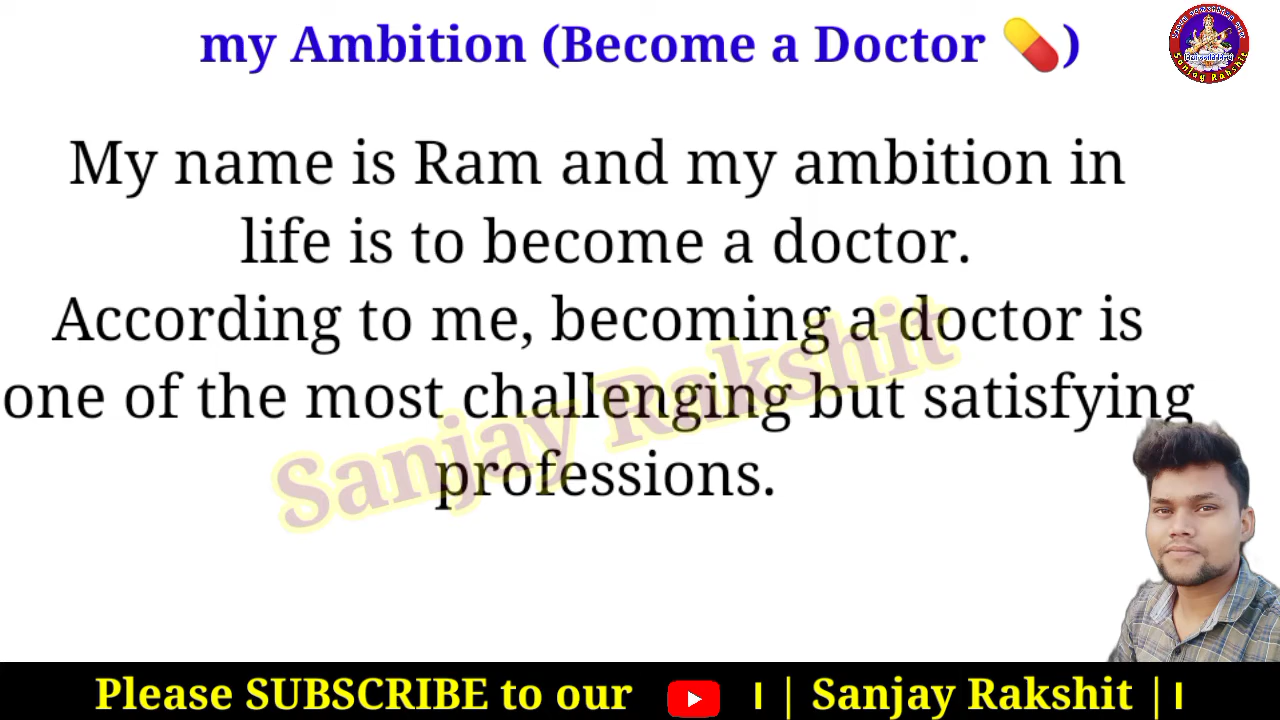 my Ambition (Become a Doctor 💊)
My name is Ram and my ambition in
life is to become a doctor.
According to me, becoming a doctor is
one of the most challenging but satisfying
professions.
Sanjay Rakshit
Sanjay Rakshit
Please SUBSCRIBE to our । | Sanjay Rakshit |।